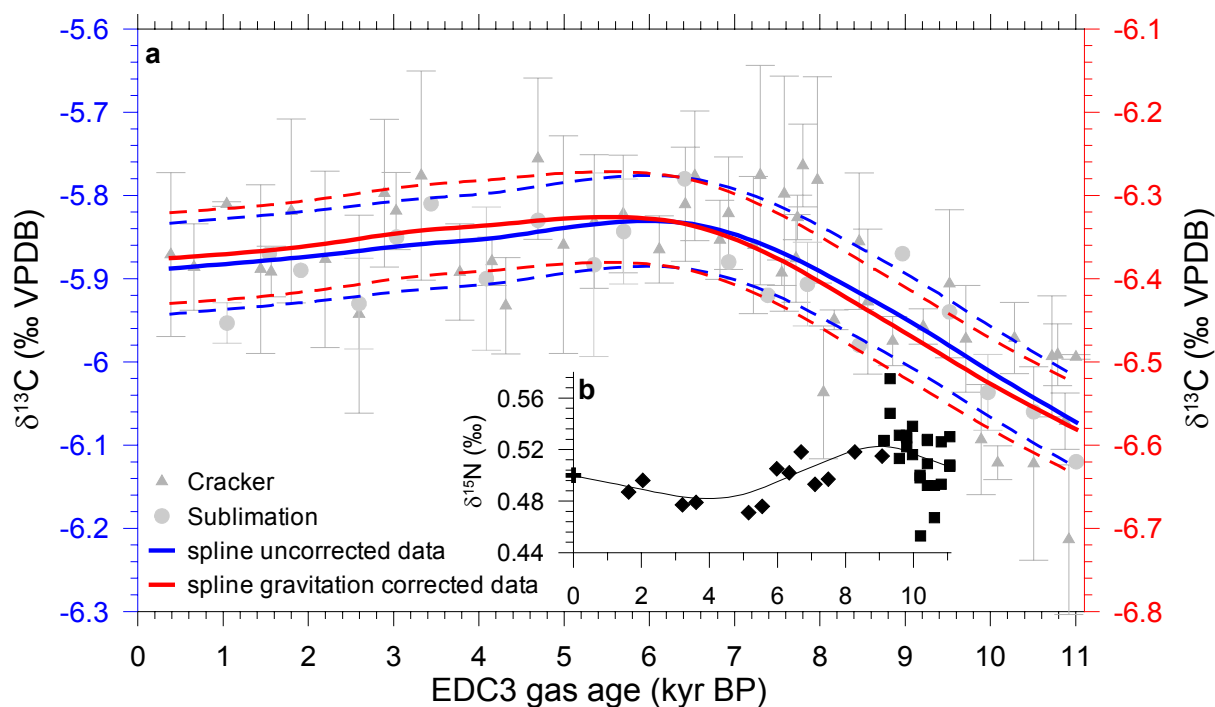 a
-5.6
-5.7
-5.8
-5.9
-6
-6.1
-6.2
-6.3
δ¹³C (‰ VPDB)
-6.1
-6.2
-6.3
-6.4
-6.5
-6.6
-6.7
-6.8
δ¹³C (‰ VPDB)
Cracker
Sublimation
spline uncorrected data
spline gravitation corrected data
b
0.56
0.52
0.48
0.44
δ¹⁵N (‰)
0 2 4 6 8 10
0 1 2 3 4 5 6 7 8 9 10 11
EDC3 gas age (kyr BP)